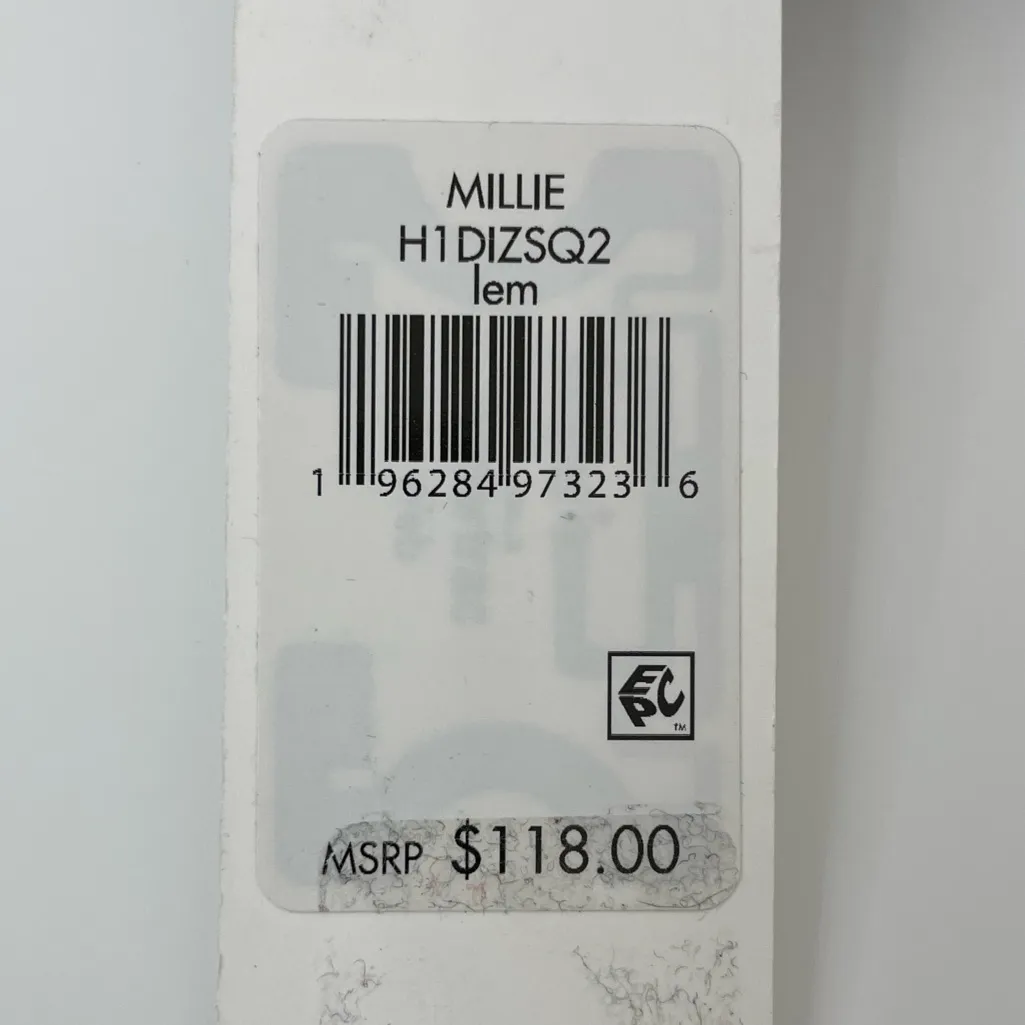 MILLIE
H1DIZSQ2
lem
1 96284 97323 6
EPC
TM
MSRP $118.00